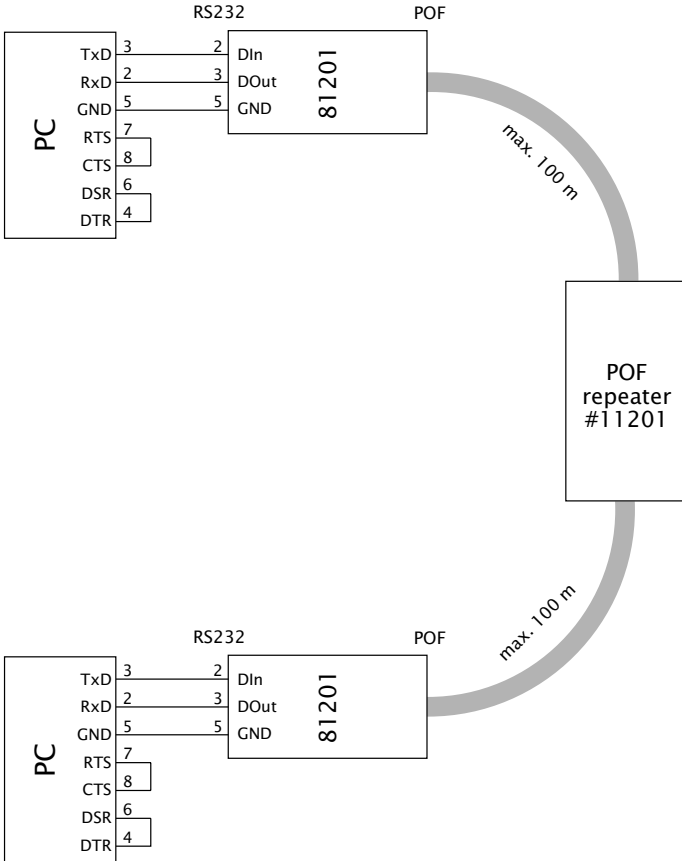 RS232
POF
TxD 3 2 DIn
RxD 2 3 DOut
GND 5 5 GND
RTS 7
CTS 8
DSR 6
DTR 4
PC
81201
max. 100 m
POF
repeater
#11201
max. 100 m
RS232
POF
TxD 3 2 DIn
RxD 2 3 DOut
GND 5 5 GND
RTS 7
CTS 8
DSR 6
DTR 4
PC
81201